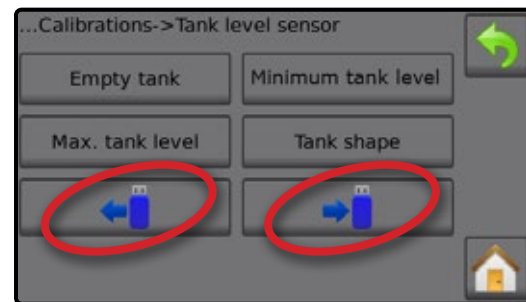 ...Calibrations->Tank level sensor
Empty tank
Minimum tank level
Max. tank level
Tank shape